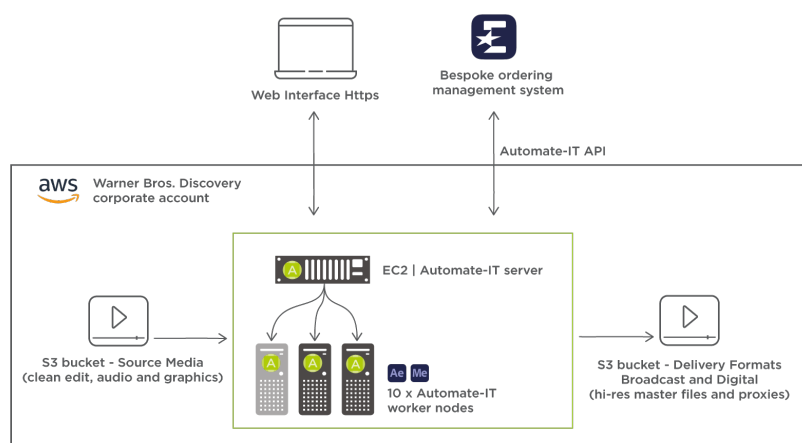 Web Interface Https
Bespoke ordering
management system
Automate-IT API
aws
Warner Bros. Discovery
corporate account
A
EC2 | Automate-IT server
A
A
A
Ae
Me
10 x Automate-IT
worker nodes
S3 bucket - Source Media
(clean edit, audio and graphics)
S3 bucket - Delivery Formats
Broadcast and Digital
(hi-res master files and proxies)